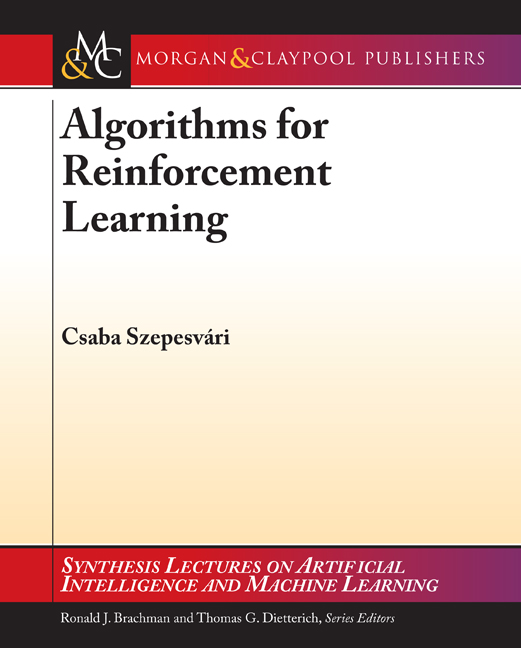 M&C MORGAN&CLAYPOOL PUBLISHERS
Algorithms for
Reinforcement
Learning
Csaba Szepesvári
SYNTHESIS LECTURES ON ARTIFICIAL
INTELLIGENCE AND MACHINE LEARNING
Ronald J. Brachman and Thomas G. Dietterich, Series Editors